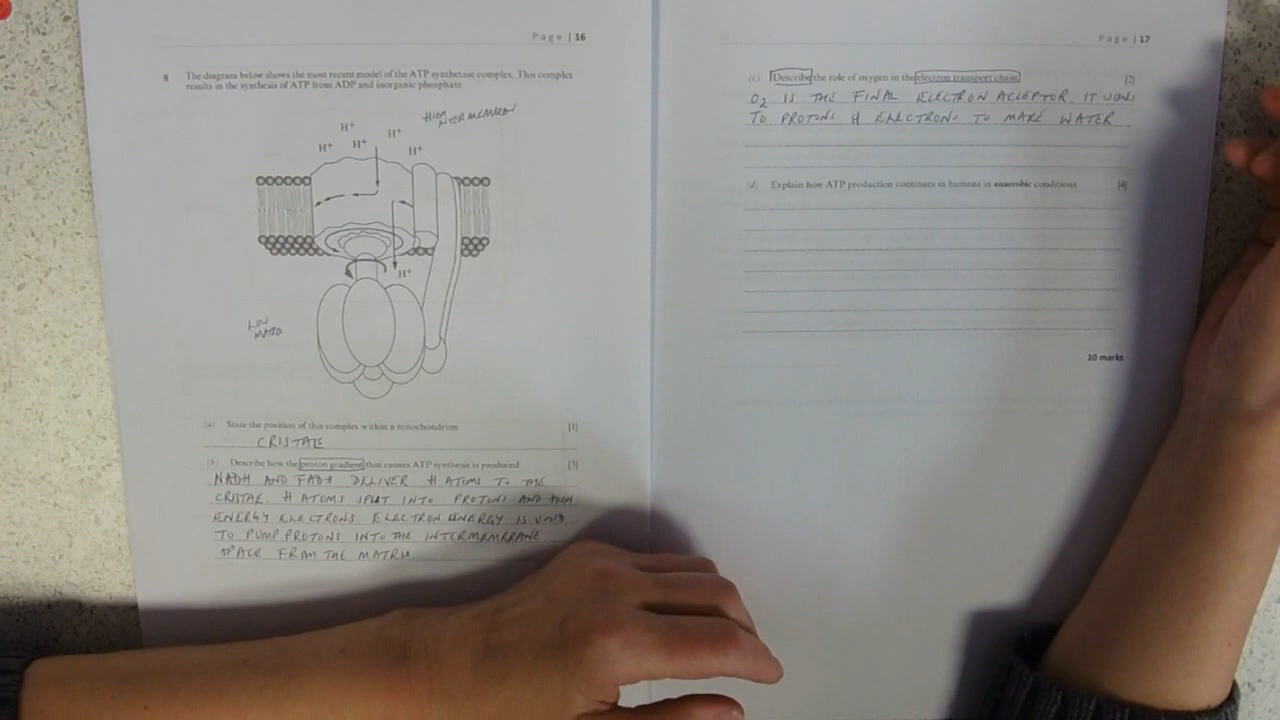 Page | 16
8 The diagram below shows the most recent model of the ATP synthetase complex. This complex
results in the synthesis of ATP from ADP and inorganic phosphate.
HIGH
INTERMEMBRAN
H+ H+
H+ H+ H+
H+
LOW
MATRIX
(a) State the position of this complex within a mitochondrion [1]
CRISTAE
(b) Describe how the proton gradient that causes ATP synthesis is produced [3]
NADH AND FADH DELIVER H ATOMS TO THE
CRISTAE. H ATOMS SPLIT INTO PROTONS AND HIGH
ENERGY ELECTRONS ELECTRON ENERGY IS USED
TO PUMP PROTONS INTO THE INTERMEMBRANE
SPACE FROM THE MATRIX
Page | 17
(c) Describe the role of oxygen in the electron transport chain. [2]
O2 IS THE FINAL ELECTRON ACCEPTOR. IT JOINS
TO PROTONS & ELECTRONS TO MAKE WATER
(d) Explain how ATP production continues in humans in anaerobic conditions [4]
10 marks